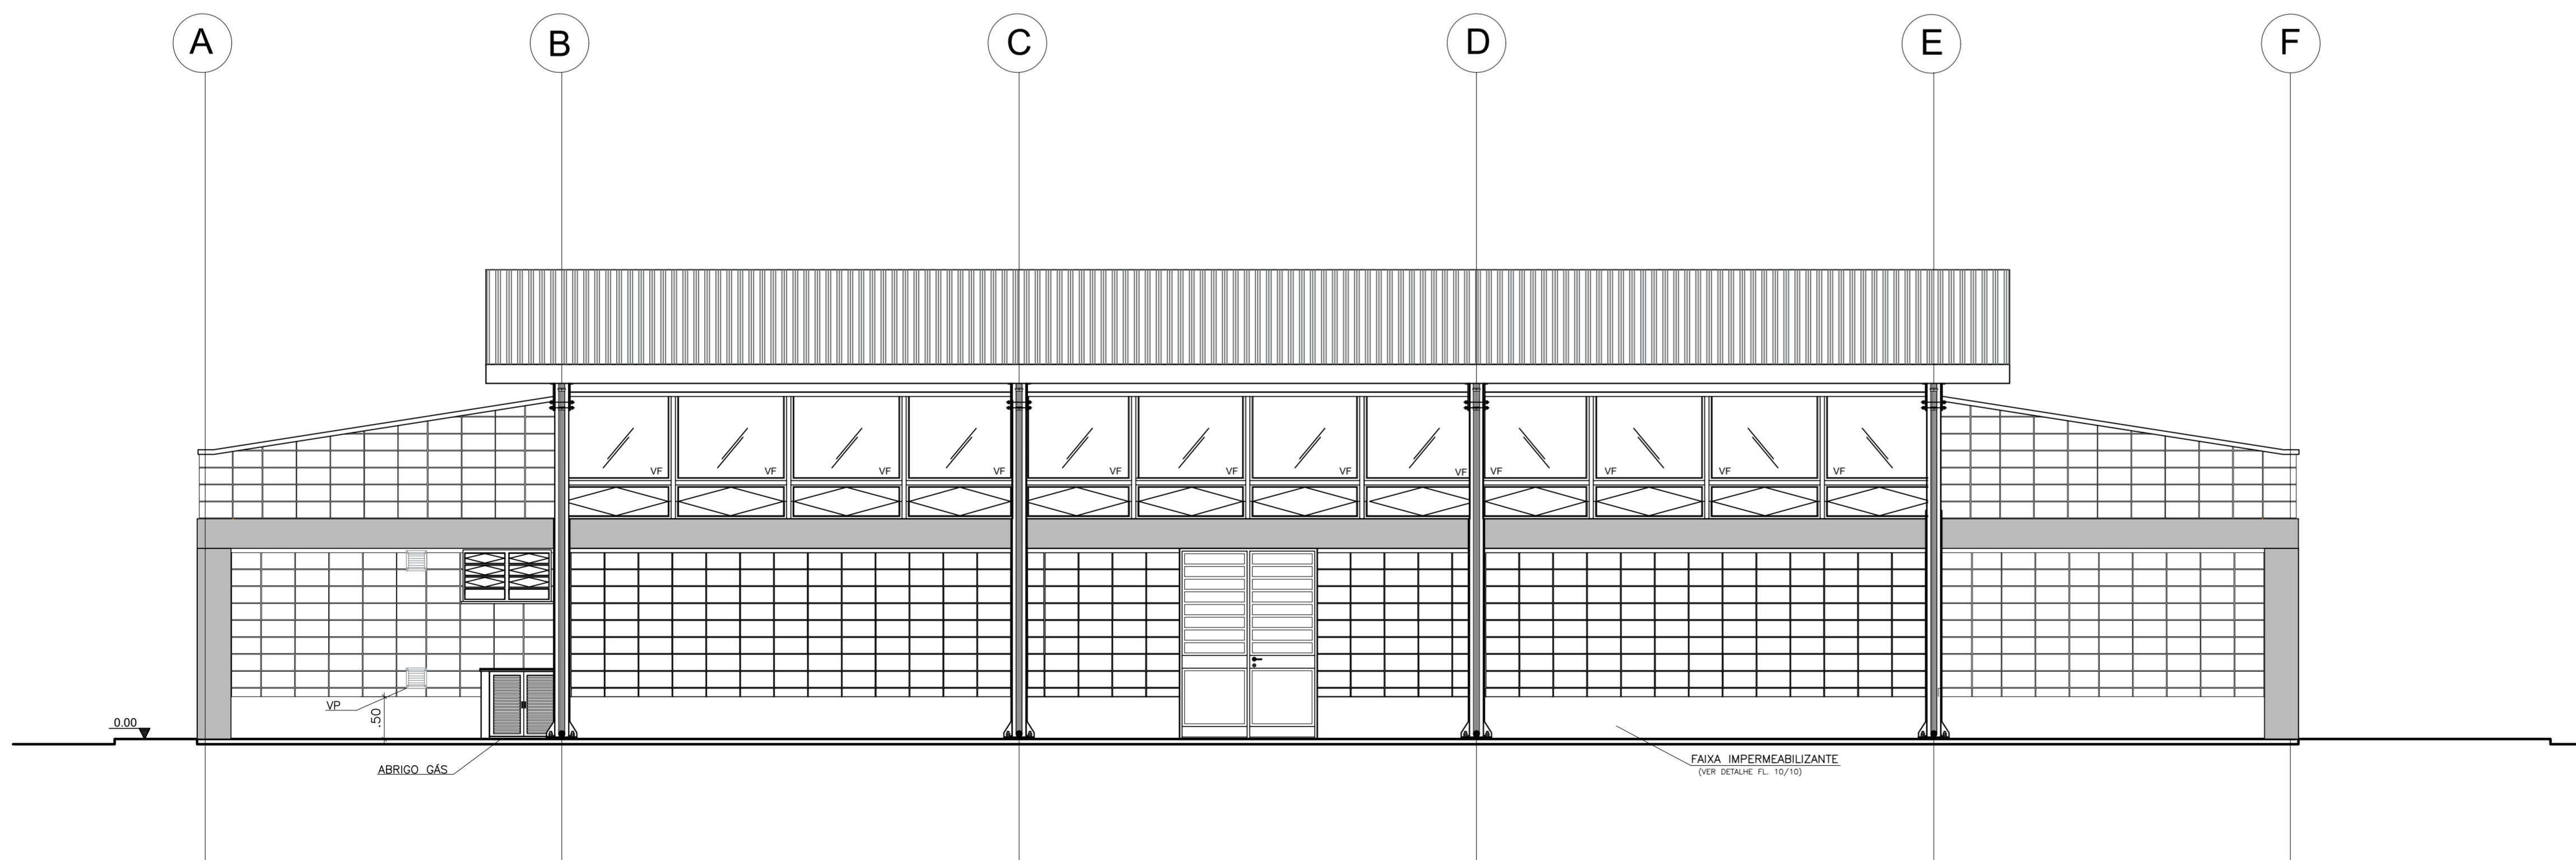 A B C D E F
VF VF VF VF VF VF VF VF VF VF VF VF
VP
.50
0.00
ABRIGO GÁS
FAIXA IMPERMEABILIZANTE
(VER DETALHE FL. 10/10)